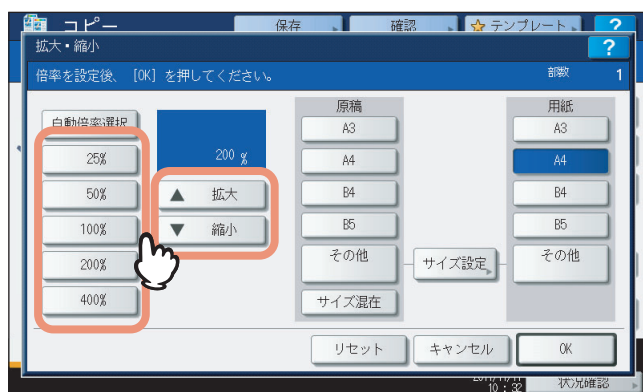 コピー
保存
確認
テンプレート
?
拡大・縮小
?
倍率を設定後、 [OK] を押してください。
部数 1
原稿
用紙
自動倍率選択
200 %
A3
A3
25%
A4
A4
50%
▲ 拡大
B4
B4
100%
▼ 縮小
B5
B5
200%
その他
サイズ設定
その他
400%
サイズ混在
リセット
キャンセル
OK
10:32
状況確認